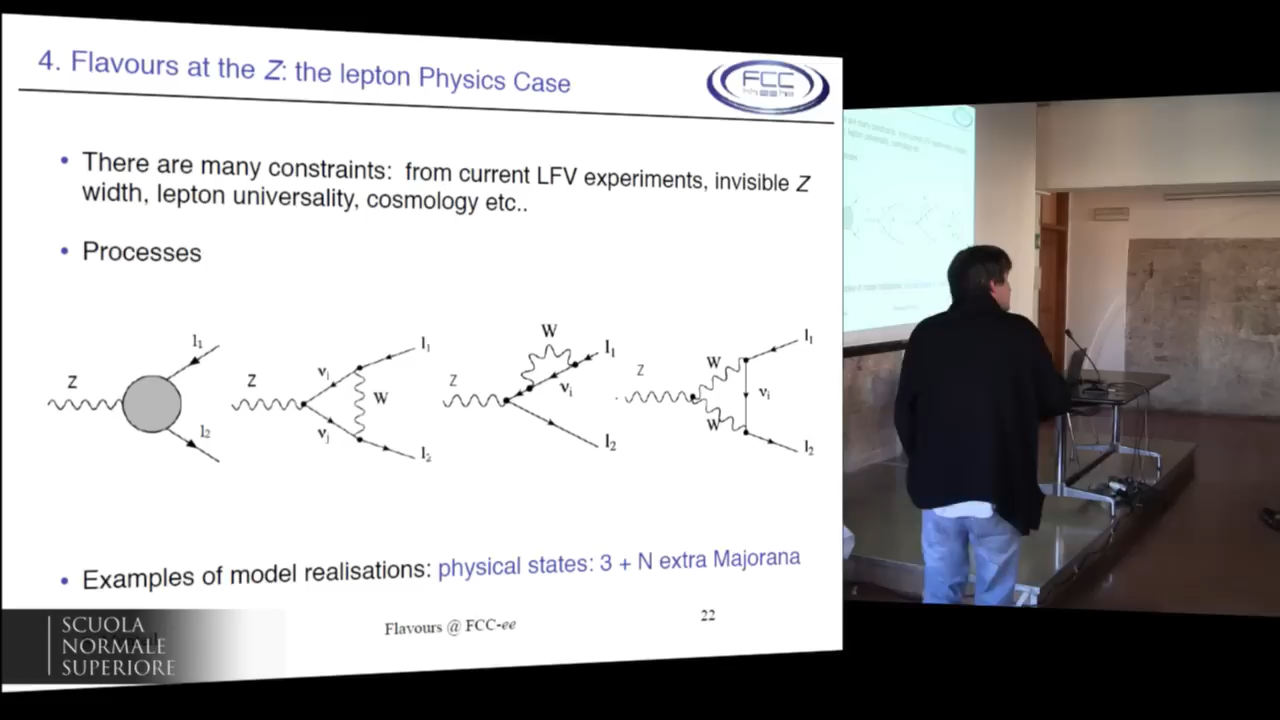 4. Flavours at the Z: the lepton Physics Case
FCC
• There are many constraints: from current LFV experiments, invisible Z
width, lepton universality, cosmology etc..
• Processes
Z l₁ l₂
Z νᵢ νⱼ W l₁ l₂
Z W νᵢ l₁ l₂
Z W W νᵢ l₁ l₂
• Examples of model realisations: physical states: 3 + N extra Majorana
Flavours @ FCC-ee
22
SCUOLA
NORMALE
SUPERIORE